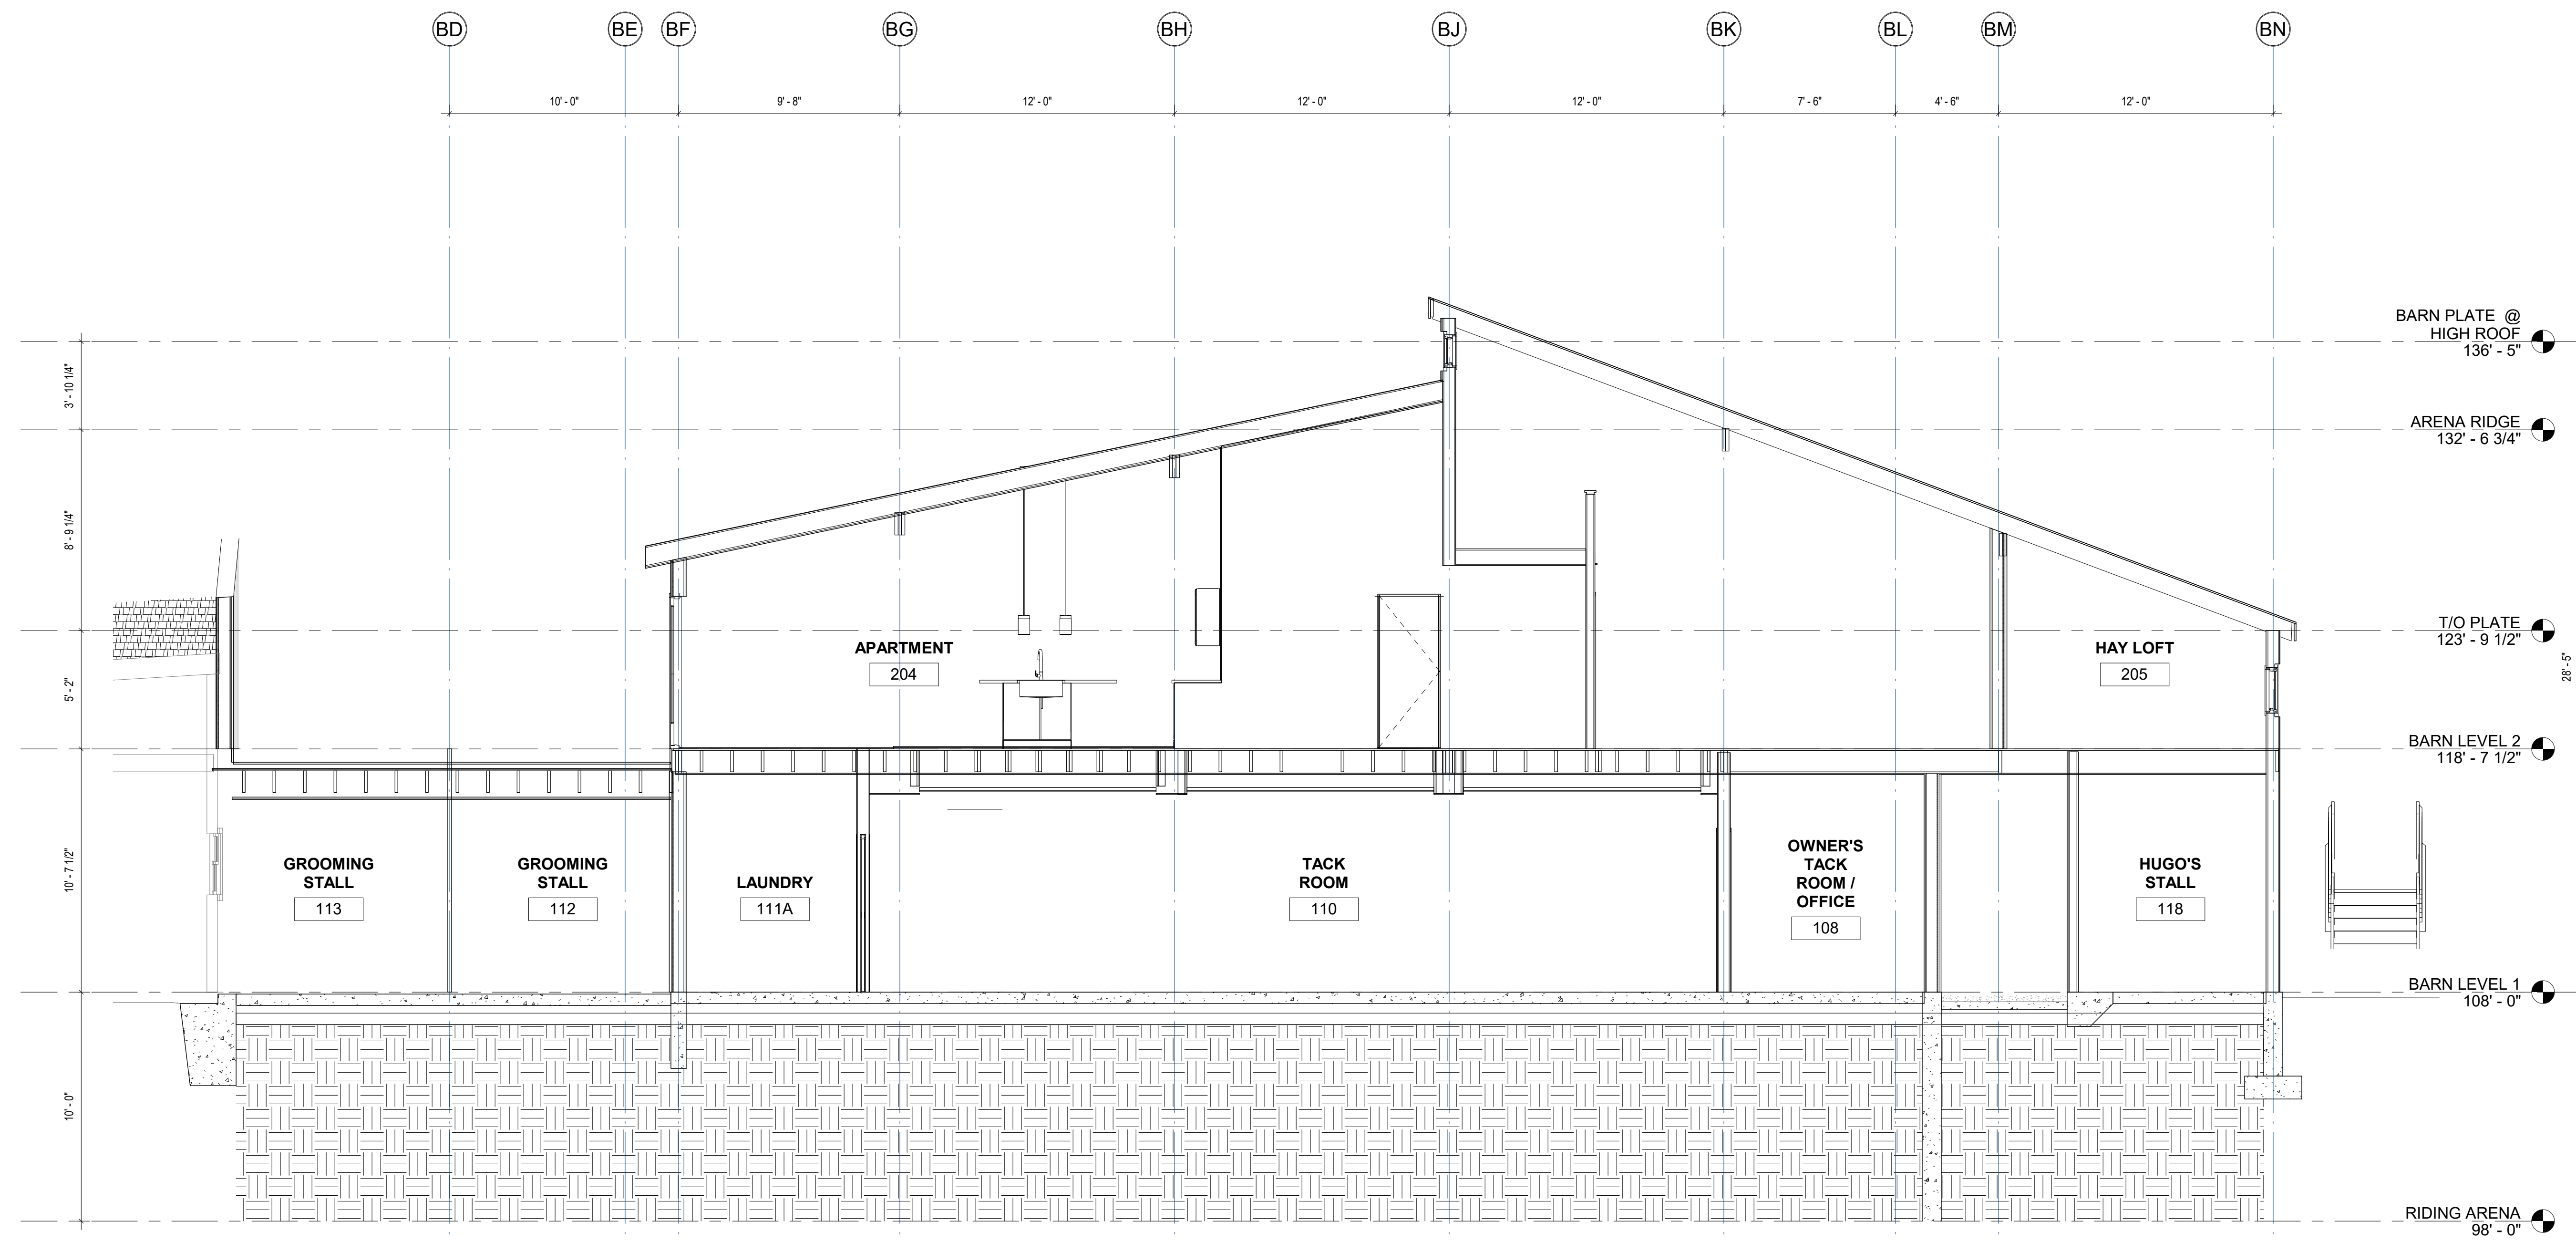 BD
BE
BF
BG
BH
BJ
BK
BL
BM
BN
10' - 0"
9' - 8"
12' - 0"
12' - 0"
12' - 0"
7' - 6"
4' - 6"
12' - 0"
BARN PLATE @
HIGH ROOF
136' - 5"
3' - 10 1/4"
ARENA RIDGE
132' - 6 3/4"
8' - 9 1/4"
T/O PLATE
123' - 9 1/2"
APARTMENT
204
HAY LOFT
205
28' - 5"
5' - 2"
BARN LEVEL 2
118' - 7 1/2"
10' - 7 1/2"
GROOMING
STALL
113
GROOMING
STALL
112
LAUNDRY
111A
TACK
ROOM
110
OWNER'S
TACK
ROOM /
OFFICE
108
HUGO'S
STALL
118
BARN LEVEL 1
108' - 0"
10' - 0"
RIDING ARENA
98' - 0"